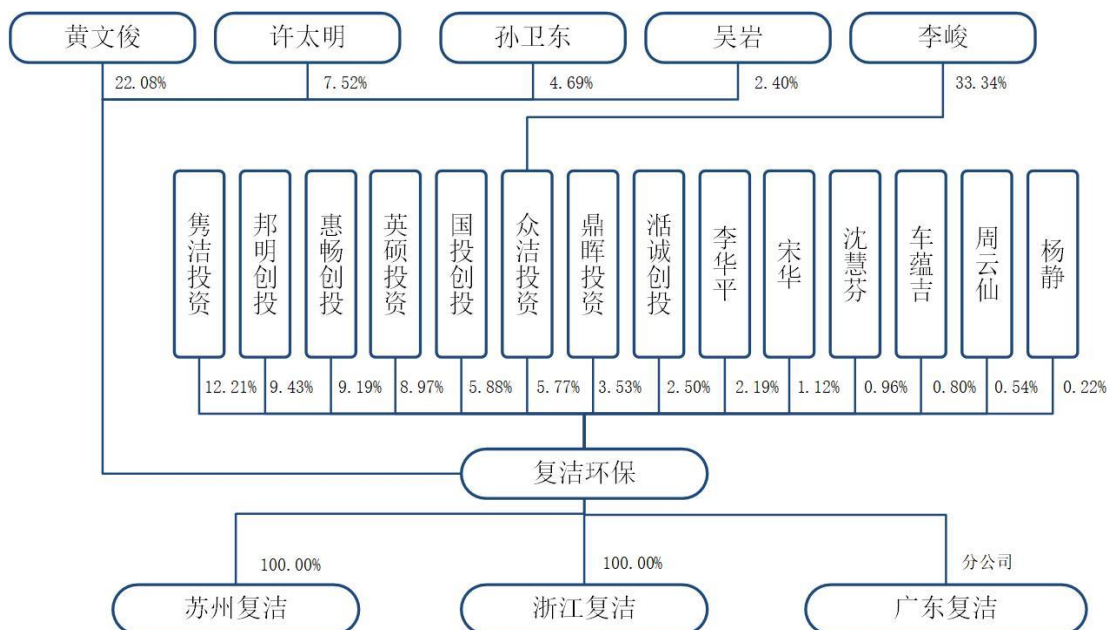 黄文俊
许太明
孙卫东
吴岩
李峻
22.08%
7.52%
4.69%
2.40%
33.34%
隽洁投资
邦明创投
惠畅创投
英硕投资
国投创投
众洁投资
鼎晖投资
湉诚创投
李华平
宋华
沈慧芬
车蕴吉
周云仙
杨静
12.21%
9.43%
9.19%
8.97%
5.88%
5.77%
3.53%
2.50%
2.19%
1.12%
0.96%
0.80%
0.54%
0.22%
复洁环保
100.00%
100.00%
分公司
苏州复洁
浙江复洁
广东复洁